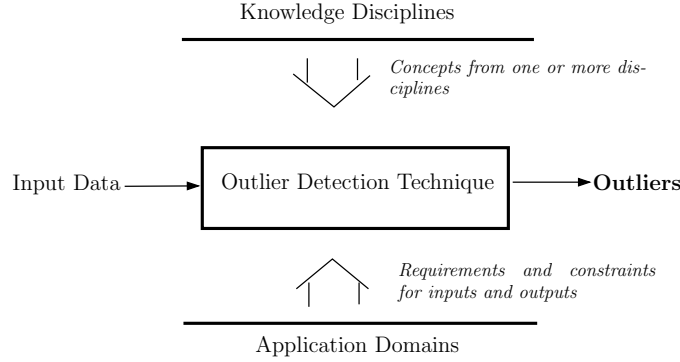 Knowledge Disciplines
Concepts from one or more dis-
ciplines
Input Data
Outlier Detection Technique
Outliers
Requirements and constraints
for inputs and outputs
Application Domains